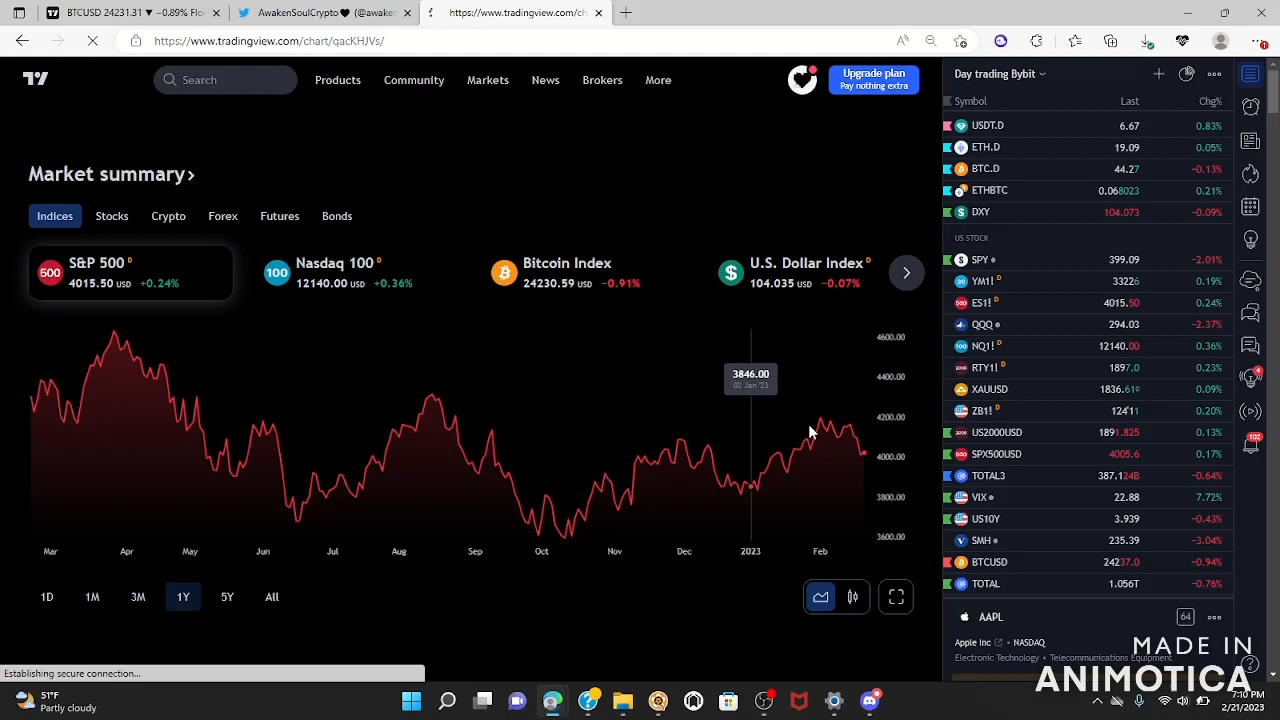 BTCUSD 24231.31 ▼ −0.89% Flo
AwakenSoulCrypto🖤 (@awaken
https://www.tradingview.com/ch
https://www.tradingview.com/chart/qacKHJVs/
Search
Products
Community
Markets
News
Brokers
More
Upgrade plan
Pay nothing extra
Market summary›
Indices
Stocks
Crypto
Forex
Futures
Bonds
500
S&P 500 D
4015.50 USD +0.24%
100
Nasdaq 100 D
12140.00 USD +0.36%
Bitcoin Index
24230.59 USD −0.91%
U.S. Dollar Index D
104.035 USD −0.07%
4600.00
4400.00
4200.00
4000.00
3800.00
3600.00
3846.00
02 Jan '23
Mar Apr May Jun Jul Aug Sep Oct Nov Dec 2023 Feb
1D 1M 3M 1Y 5Y All
Day trading Bybit
Symbol Last Chg%
USDT.D 6.67 0.83%
ETH.D 19.09 0.05%
BTC.D 44.27 −0.13%
ETHBTC 0.068023 0.21%
DXY 104.073 −0.09%
US STOCK
SPY 399.09 −2.01%
YM1! D 33226 0.19%
ES1! D 4015.50 0.24%
QQQ 294.03 −2.37%
NQ1! D 12140.00 0.36%
RTY1! D 1897.0 0.23%
XAUUSD 1836.610 0.09%
ZB1! D 124'11 0.20%
US2000USD 1891.825 0.13%
SPX500USD 4005.6 0.17%
TOTAL3 387.124B −0.64%
VIX 22.88 7.72%
US10Y 3.939 −0.43%
SMH 235.39 −3.04%
BTCUSD 24237.0 −0.94%
TOTAL 1.056T −0.76%
AAPL
64
Apple Inc • NASDAQ
Electronic Technology • Telecommunications Equipment
4
102
MADE IN
ANIMOTICA
Establishing secure connection...
51°F
Partly cloudy
7:10 PM
2/21/2023